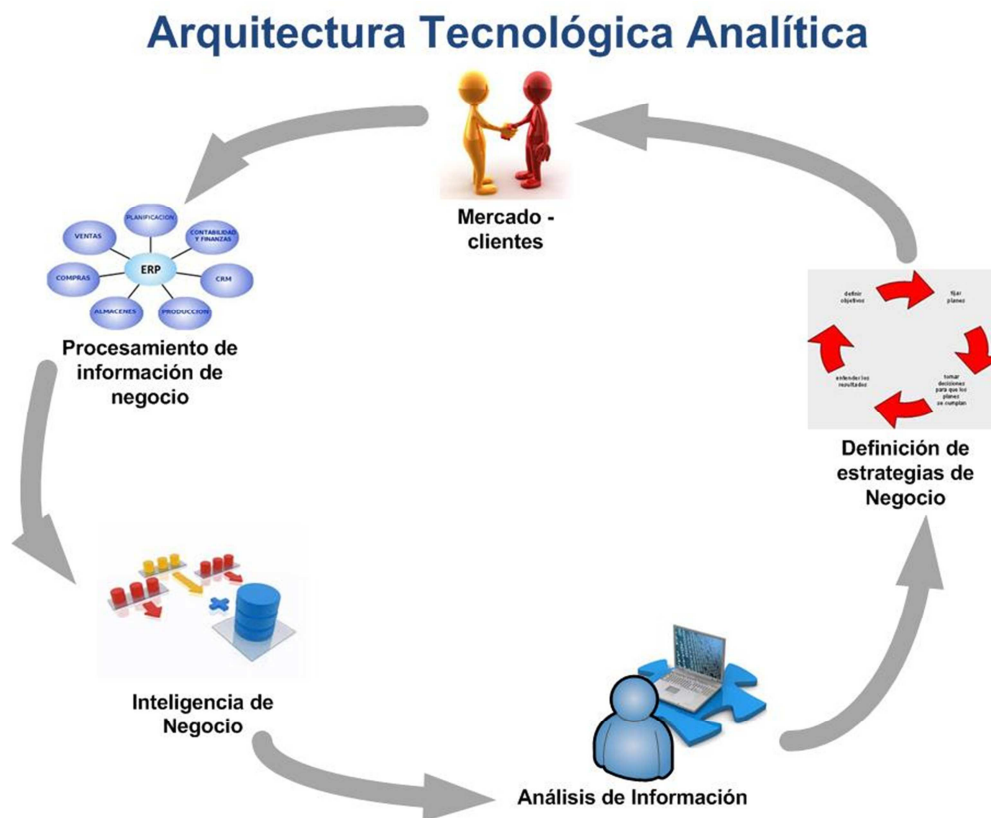 Arquitectura Tecnológica Analítica
Mercado -
clientes
PLANIFICACION
VENTAS
CONTABILIDAD
Y FINANZAS
ERP
COMPRAS
CRM
ALMACENES
PRODUCCION
Procesamiento de
información de
negocio
definir
objetivos
fijar
planes
entender los
resultados
tomar
decisiones
para que los
planes
se cumplan
Definición de
estrategias de
Negocio
Inteligencia de
Negocio
Análisis de Información